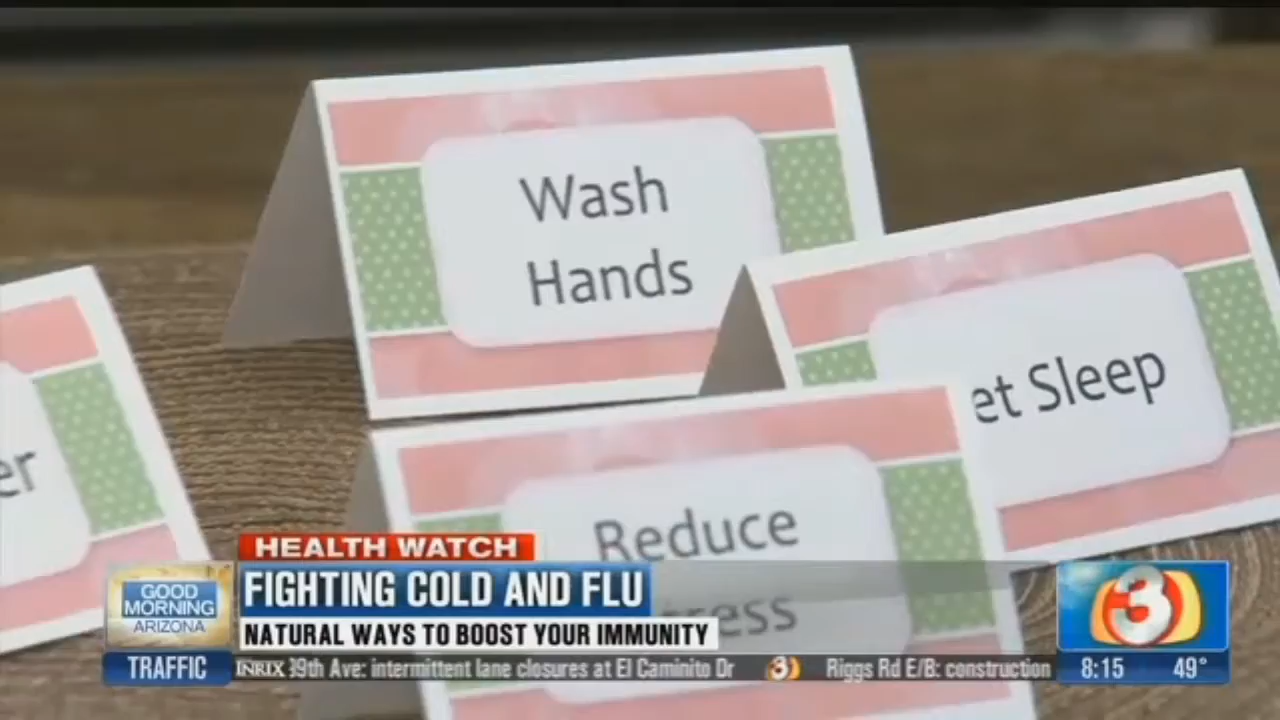 Wash
Hands
et Sleep
er
Reduce
ress
HEALTH WATCH
FIGHTING COLD AND FLU
NATURAL WAYS TO BOOST YOUR IMMUNITY
GOOD
MORNING
ARIZONA
3
TRAFFIC
INRIX 39th Ave: intermittent lane closures at El Caminito Dr 3 Riggs Rd E/B: construction
8:15 49°